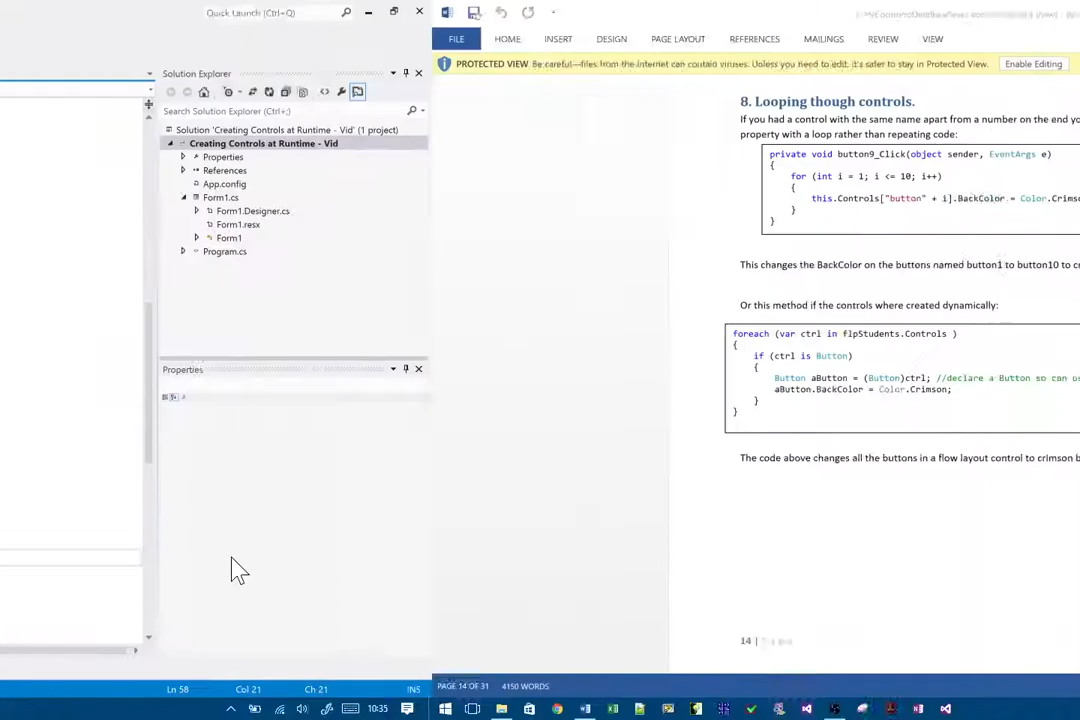 Quick Launch (Ctrl+Q)
Solution Explorer
Search Solution Explorer (Ctrl+;)
Solution 'Creating Controls at Runtime - Vid' (1 project)
Creating Controls at Runtime - Vid
Properties
References
App.config
Form1.cs
Form1.Designer.cs
Form1.resx
Form1
Program.cs
Properties
Ln 58 Col 21 Ch 21 INS
10:35
FILE HOME INSERT DESIGN PAGE LAYOUT REFERENCES MAILINGS REVIEW VIEW
PROTECTED VIEW Be careful—files from the Internet can contain viruses. Unless you need to edit, it's safer to stay in Protected View. Enable Editing
8. Looping though controls.
If you had a control with the same name apart from a number on the end
property with a loop rather than repeating code:
private void button9_Click(object sender, EventArgs e)
{
for (int i = 1; i <= 10; i++)
{
this.Controls["button" + i].BackColor = Color.Crims
}
}
This changes the BackColor on the buttons named button1 to button10 to
Or this method if the controls where created dynamically:
foreach (var ctrl in flpStudents.Controls )
{
if (ctrl is Button)
{
Button aButton = (Button)ctrl; //declare a Button so can
aButton.BackColor = Color.Crimson;
}
}
The code above changes all the buttons in a flow layout control to crimson
14 |
PAGE 14 OF 31 4150 WORDS